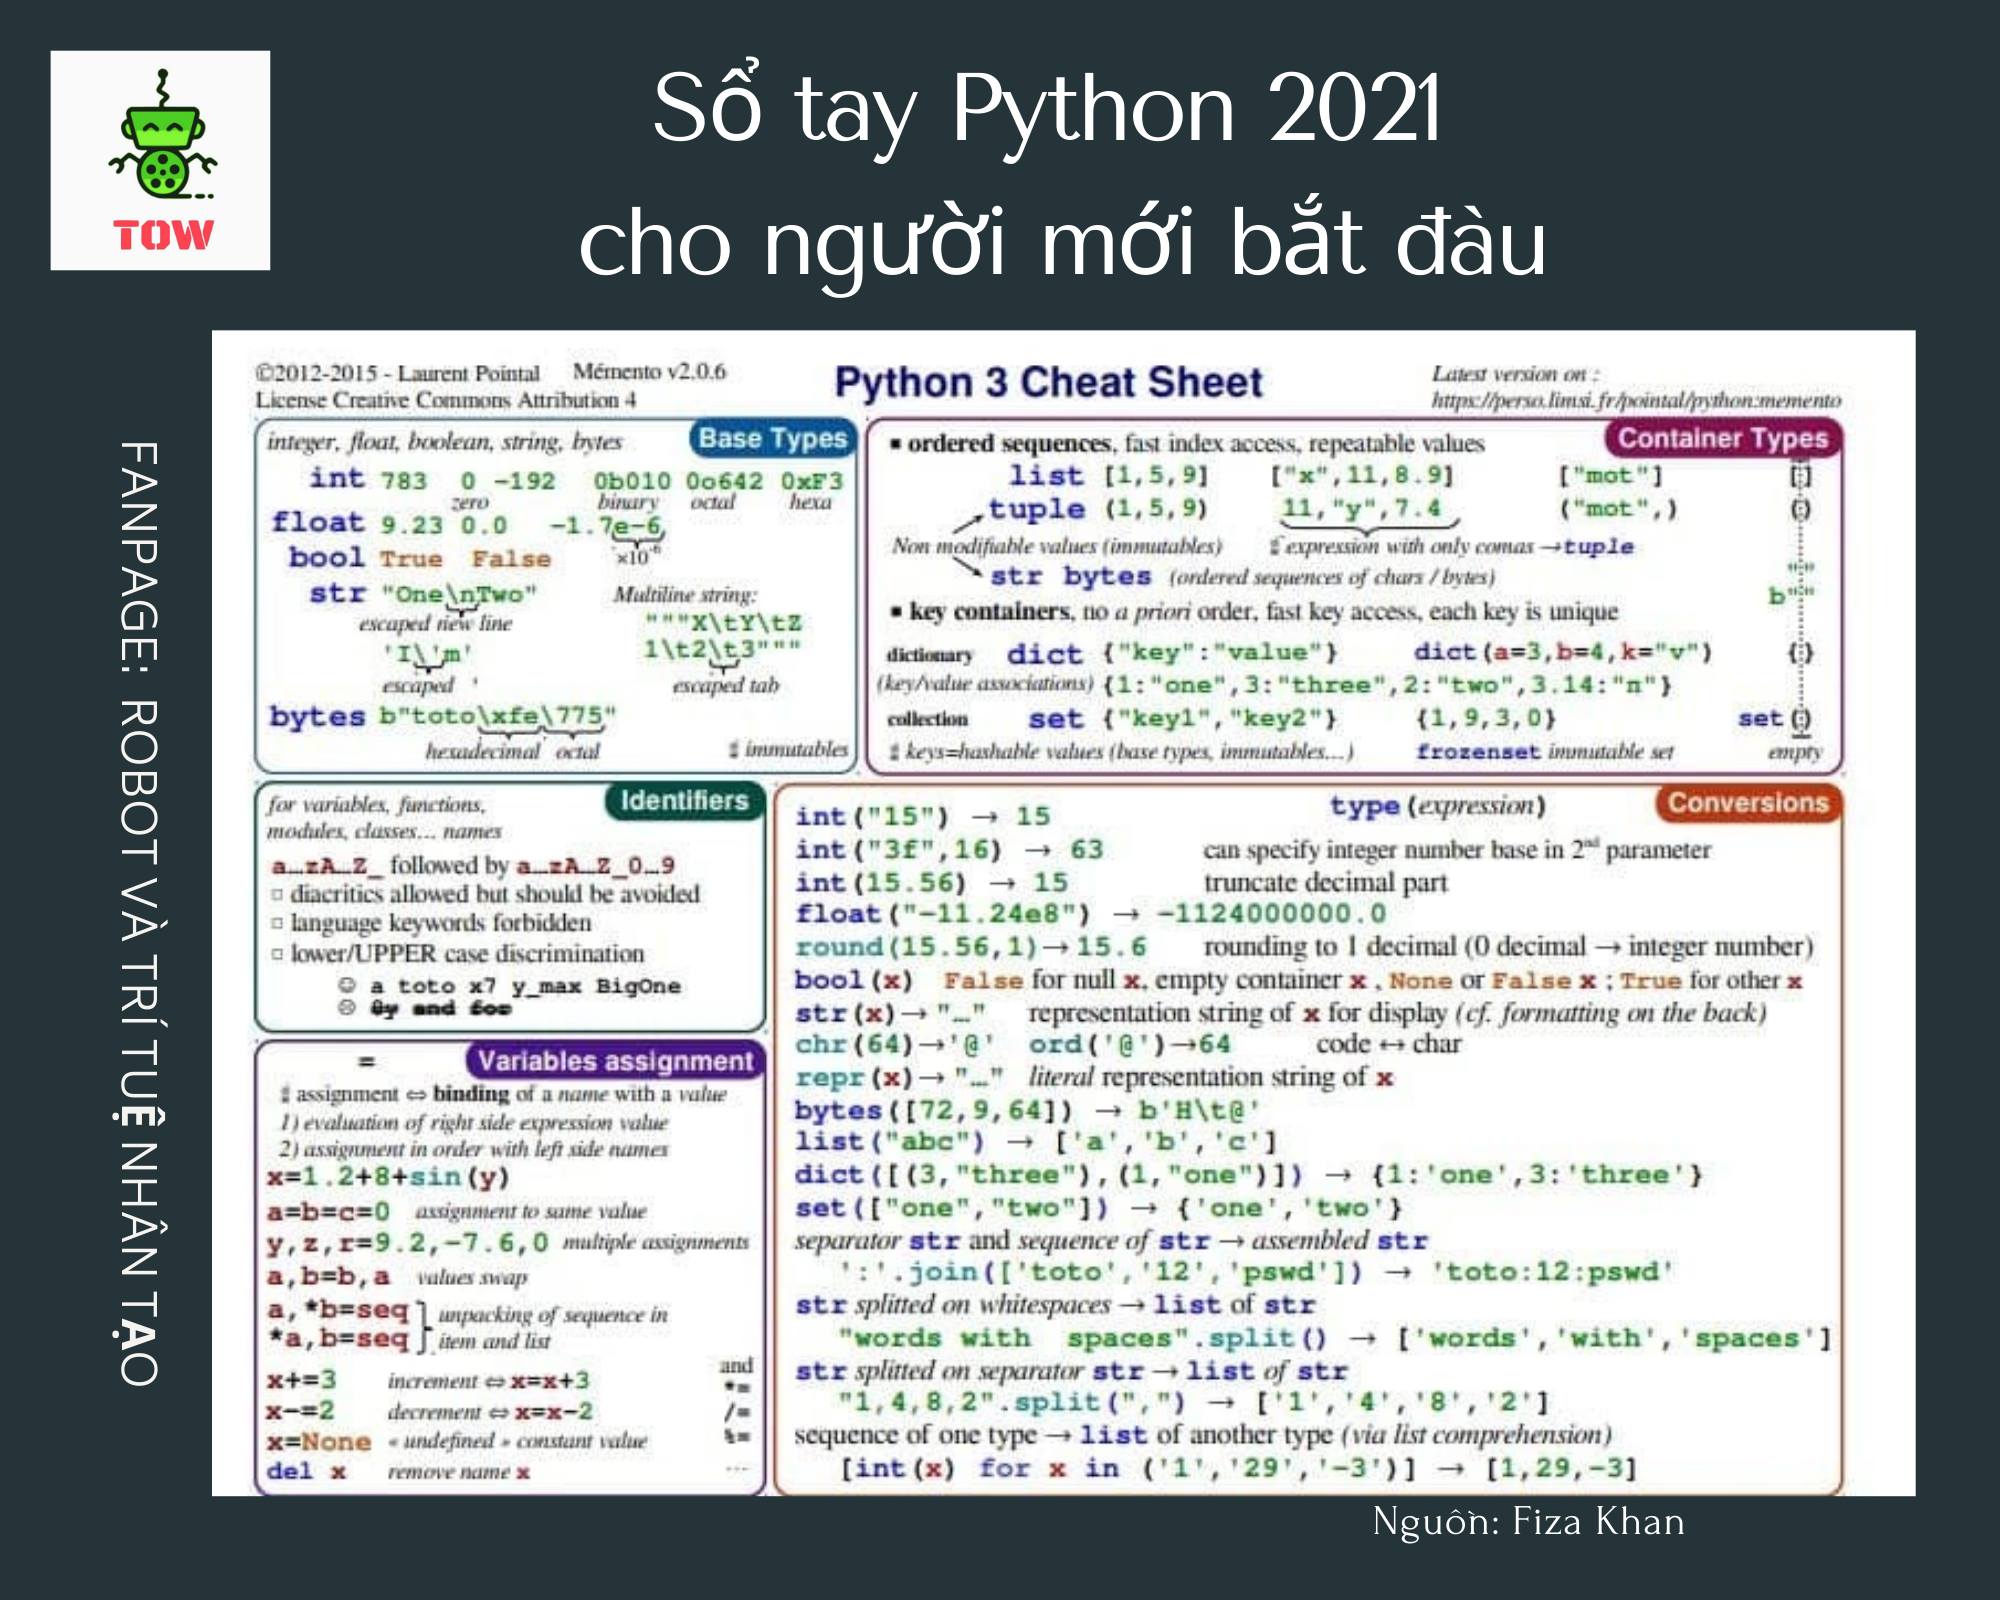 TOW
Sổ tay Python 2021
cho người mới bắt đàu
FANPAGE: ROBOT VÀ TRÍ TUỆ NHÂN TẠO
©2012-2015 - Laurent Pointal Mémento v2.0.6
License Creative Commons Attribution 4
Python 3 Cheat Sheet
Latest version on :
https://perso.limsi.fr/pointal/python:memento
Base Types
integer, float, boolean, string, bytes
int 783 0 -192 0b010 0o642 0xF3
zero binary octal hexa
float 9.23 0.0 -1.7e-6
×10⁻⁶
bool True False
str "One\nTwo"
escaped new line
'I\'m'
escaped '
Multiline string:
"""X\tY\tZ
1\t2\t3"""
escaped tab
bytes b"toto\xfe\775"
hexadecimal octal
immutables
Container Types
▪ ordered sequences, fast index access, repeatable values
list [1,5,9] ["x",11,8.9] ["mot"] []
tuple (1,5,9) 11,"y",7.4 ("mot",) ()
Non modifiable values (immutables) expression with only comas →tuple
str bytes (ordered sequences of chars / bytes)
""
b""
▪ key containers, no a priori order, fast key access, each key is unique
dictionary dict {"key":"value"} dict(a=3,b=4,k="v") {}
(key/value associations) {1:"one",3:"three",2:"two",3.14:"π"}
collection set {"key1","key2"} {1,9,3,0} set()
keys=hashable values (base types, immutables…) frozenset immutable set empty
Identifiers
for variables, functions,
modules, classes… names
a…zA…Z_ followed by a…zA…Z_0…9
▫ diacritics allowed but should be avoided
▫ language keywords forbidden
▫ lower/UPPER case discrimination
☺ a toto x7 y_max BigOne
☹ 8y and for
= Variables assignment
assignment ⇔ binding of a name with a value
1) evaluation of right side expression value
2) assignment in order with left side names
x=1.2+8+sin(y)
a=b=c=0 assignment to same value
y,z,r=9.2,-7.6,0 multiple assignments
a,b=b,a values swap
a,*b=seq unpacking of sequence in
*a,b=seq item and list
and
x+=3 increment ⇔ x=x+3 *=
x-=2 decrement ⇔ x=x-2 /=
x=None « undefined » constant value %=
del x remove name x …
Conversions
type(expression)
int("15") → 15
int("3f",16) → 63 can specify integer number base in 2nd parameter
int(15.56) → 15 truncate decimal part
float("-11.24e8") → -1124000000.0
round(15.56,1)→15.6 rounding to 1 decimal (0 decimal → integer number)
bool(x) False for null x, empty container x , None or False x ; True for other x
str(x)→"…" representation string of x for display (cf. formatting on the back)
chr(64)→'@' ord('@')→64 code ↔ char
repr(x)→"…" literal representation string of x
bytes([72,9,64]) → b'H\t@'
list("abc") → ['a','b','c']
dict([(3,"three"),(1,"one")]) → {1:'one',3:'three'}
set(["one","two"]) → {'one','two'}
separator str and sequence of str → assembled str
':'.join(['toto','12','pswd']) → 'toto:12:pswd'
str splitted on whitespaces → list of str
"words with  spaces".split() → ['words','with','spaces']
str splitted on separator str → list of str
"1,4,8,2".split(",") → ['1','4','8','2']
sequence of one type → list of another type (via list comprehension)
[int(x) for x in ('1','29','-3')] → [1,29,-3]
Nguồn: Fiza Khan